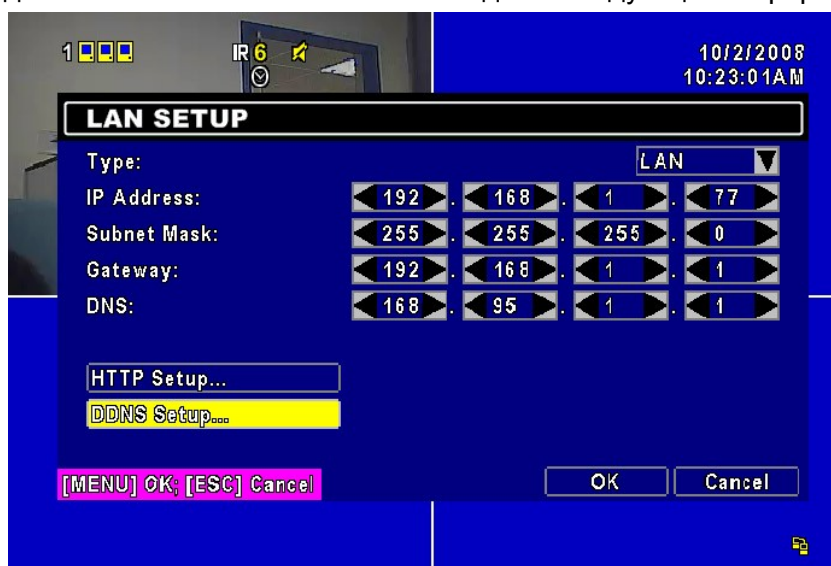 1 IR 6
10/2/2008
10:23:01AM
LAN SETUP
Type: LAN
IP Address: 192 . 168 . 1 . 77
Subnet Mask: 255 . 255 . 255 . 0
Gateway: 192 . 168 . 1 . 1
DNS: 168 . 95 . 1 . 1
HTTP Setup...
DDNS Setup...
[MENU] OK; [ESC] Cancel
OK Cancel